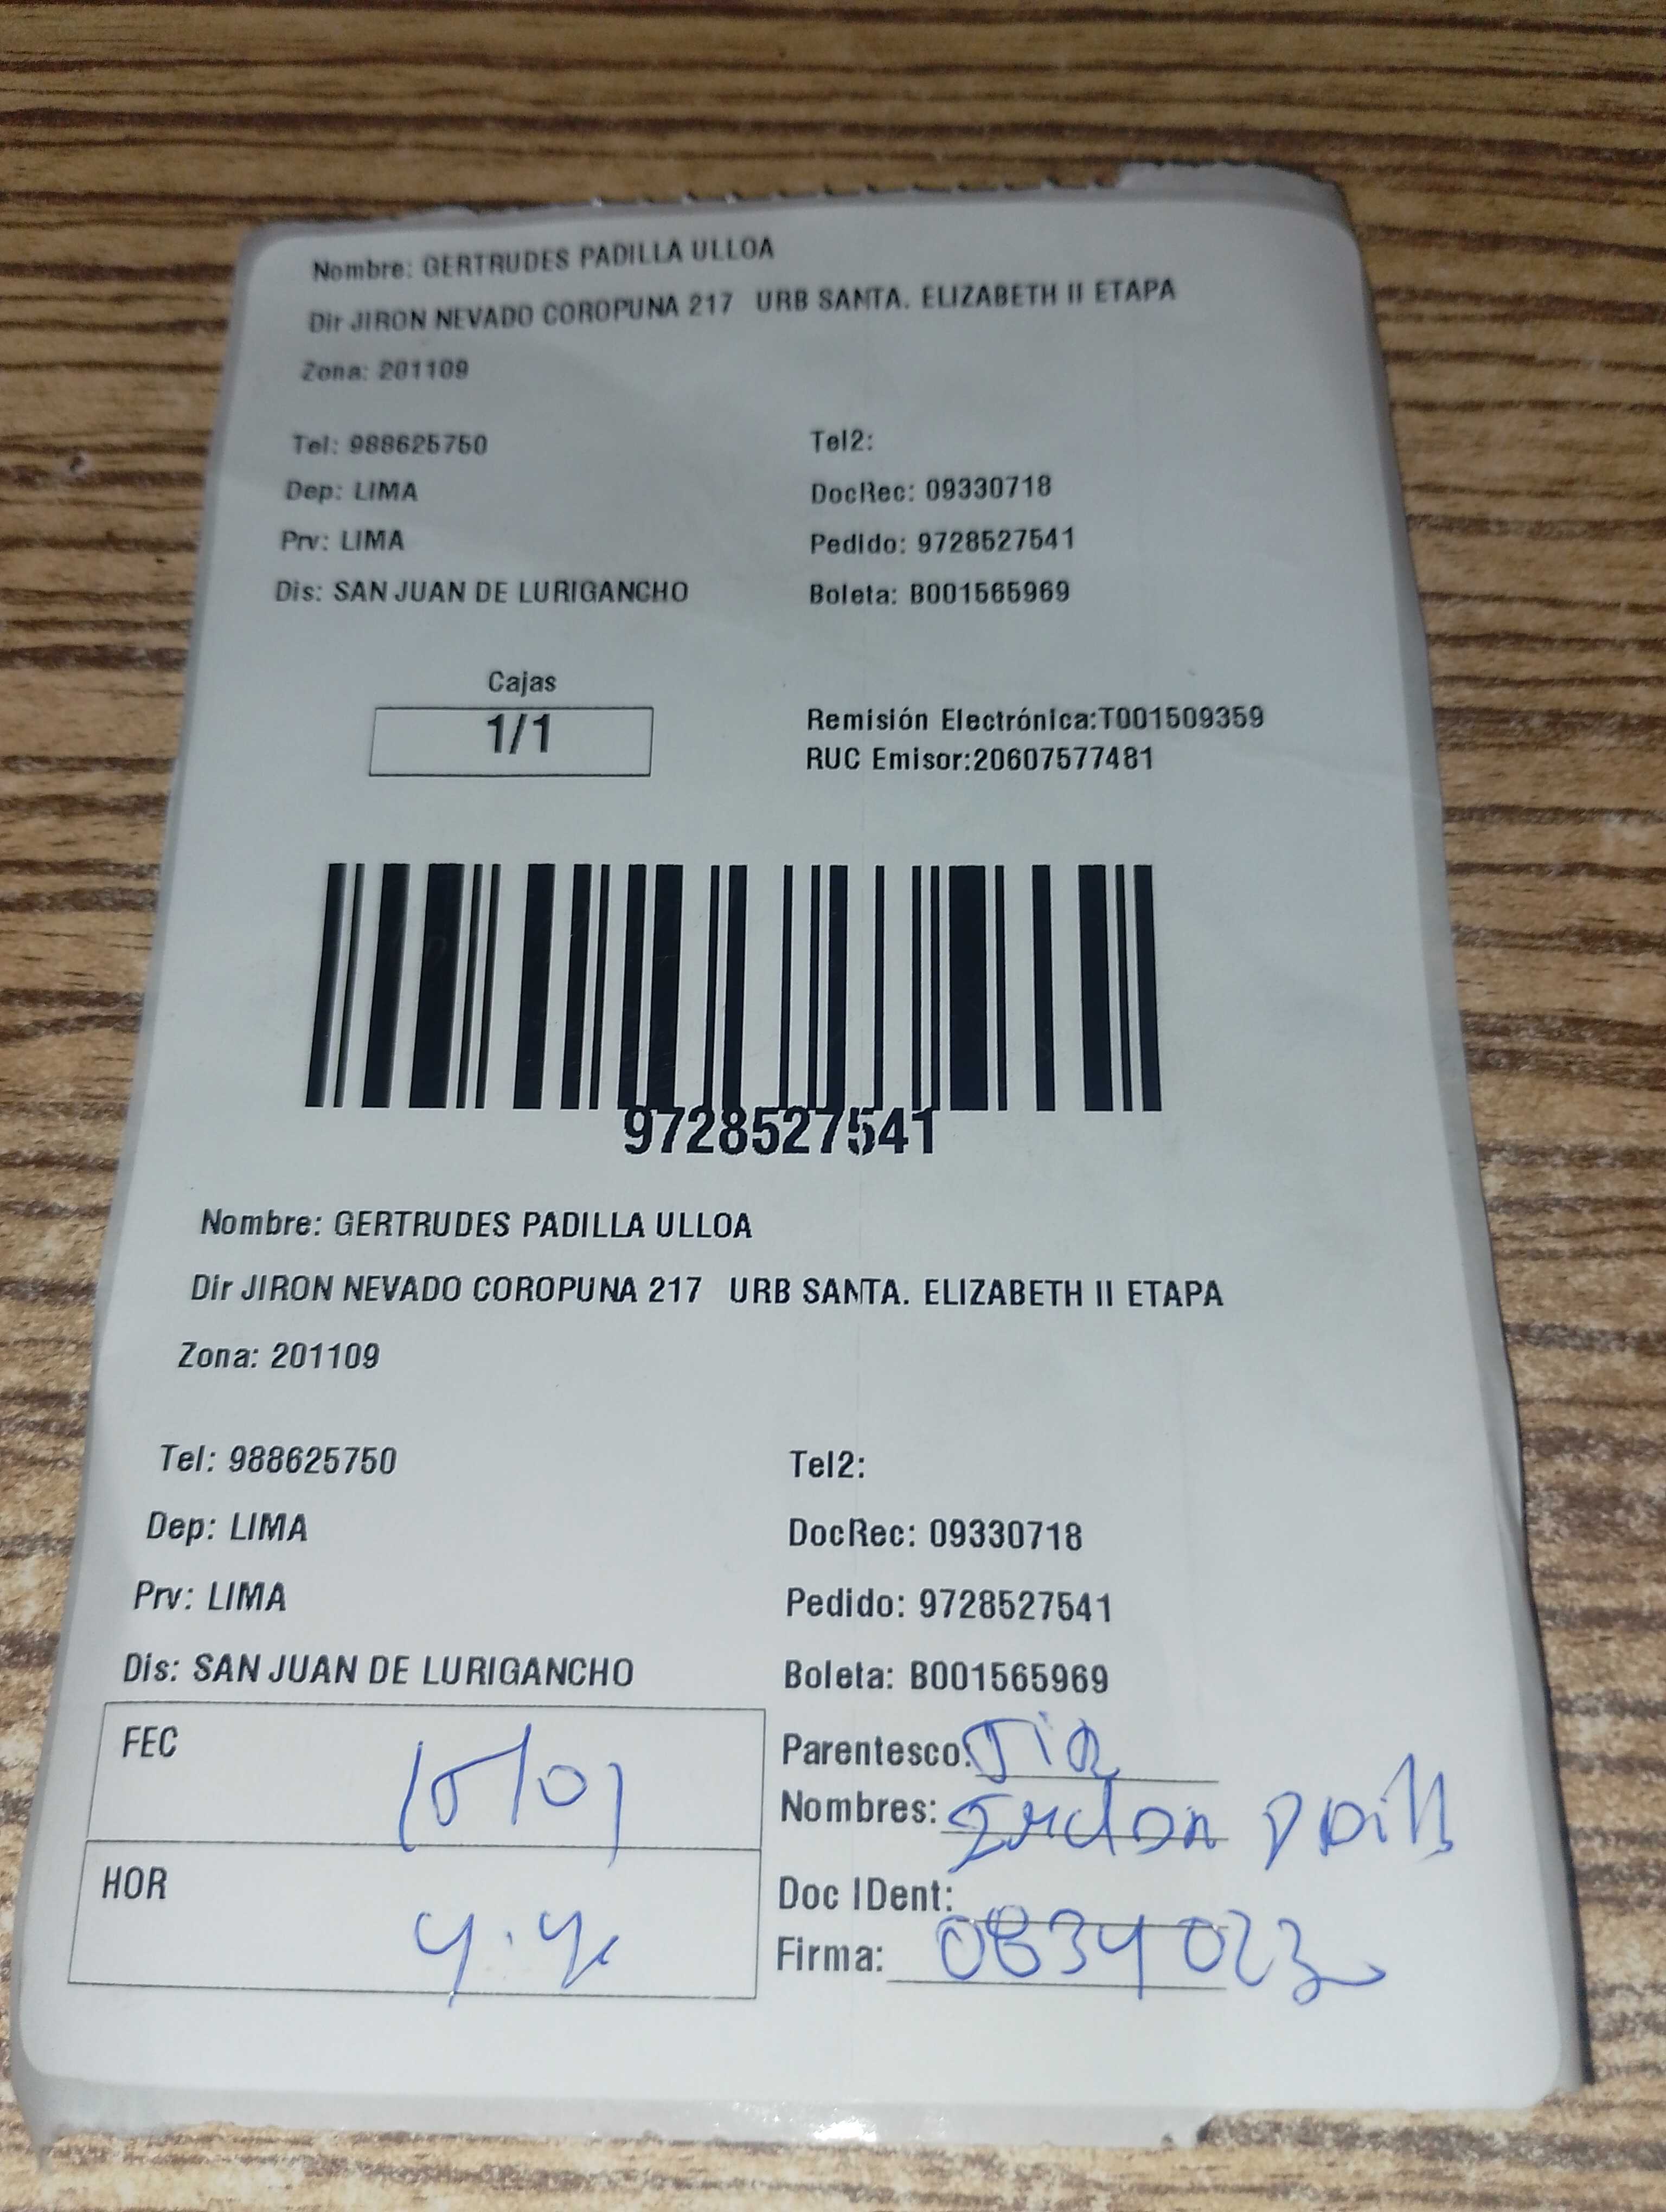 Nombre: GERTRUDES PADILLA ULLOA
Dir JIRON NEVADO COROPUNA 217 URB SANTA. ELIZABETH II ETAPA
Zona: 201109
Tel: 988625750 Tel2:
Dep: LIMA DocRec: 09330718
Prv: LIMA Pedido: 9728527541
Dis: SAN JUAN DE LURIGANCHO Boleta: B001565969
Cajas
1/1
Remisión Electrónica:T001509359
RUC Emisor:20607577481
9728527541
Nombre: GERTRUDES PADILLA ULLOA
Dir JIRON NEVADO COROPUNA 217 URB SANTA. ELIZABETH II ETAPA
Zona: 201109
Tel: 988625750 Tel2:
Dep: LIMA DocRec: 09330718
Prv: LIMA Pedido: 9728527541
Dis: SAN JUAN DE LURIGANCHO Boleta: B001565969
FEC 15/01 Parentesco: Tia
Nombres:
HOR Doc IDent:
Firma: